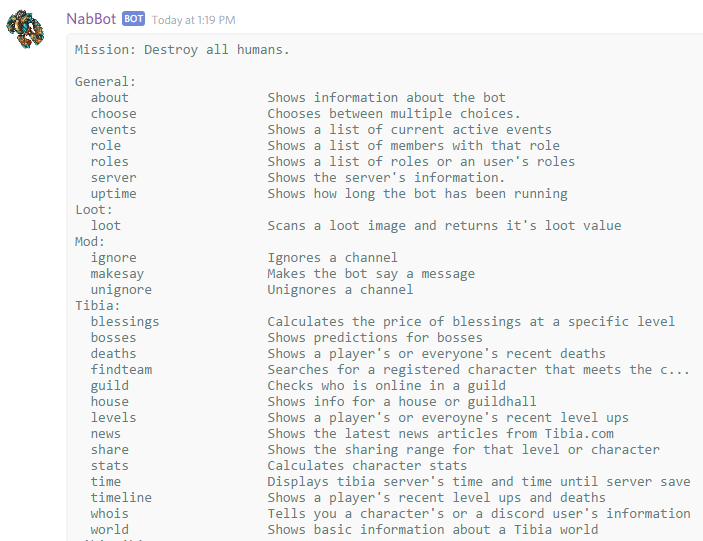 NabBot BOT Today at 1:19 PM
Mission: Destroy all humans.
General:
about Shows information about the bot
choose Chooses between multiple choices.
events Shows a list of current active events
role Shows a list of members with that role
roles Shows a list of roles or an user's roles
server Shows the server's information.
uptime Shows how long the bot has been running
Loot:
loot Scans a loot image and returns it's loot value
Mod:
ignore Ignores a channel
makesay Makes the bot say a message
unignore Unignores a channel
Tibia:
blessings Calculates the price of blessings at a specific level
bosses Shows predictions for bosses
deaths Shows a player's or everyone's recent deaths
findteam Searches for a registered character that meets the c...
guild Checks who is online in a guild
house Shows info for a house or guildhall
levels Shows a player's or everoyne's recent level ups
news Shows the latest news articles from Tibia.com
share Shows the sharing range for that level or character
stats Calculates character stats
time Displays tibia server's time and time until server save
timeline Shows a player's recent level ups and deaths
whois Tells you a character's or a discord user's information
world Shows basic information about a Tibia world